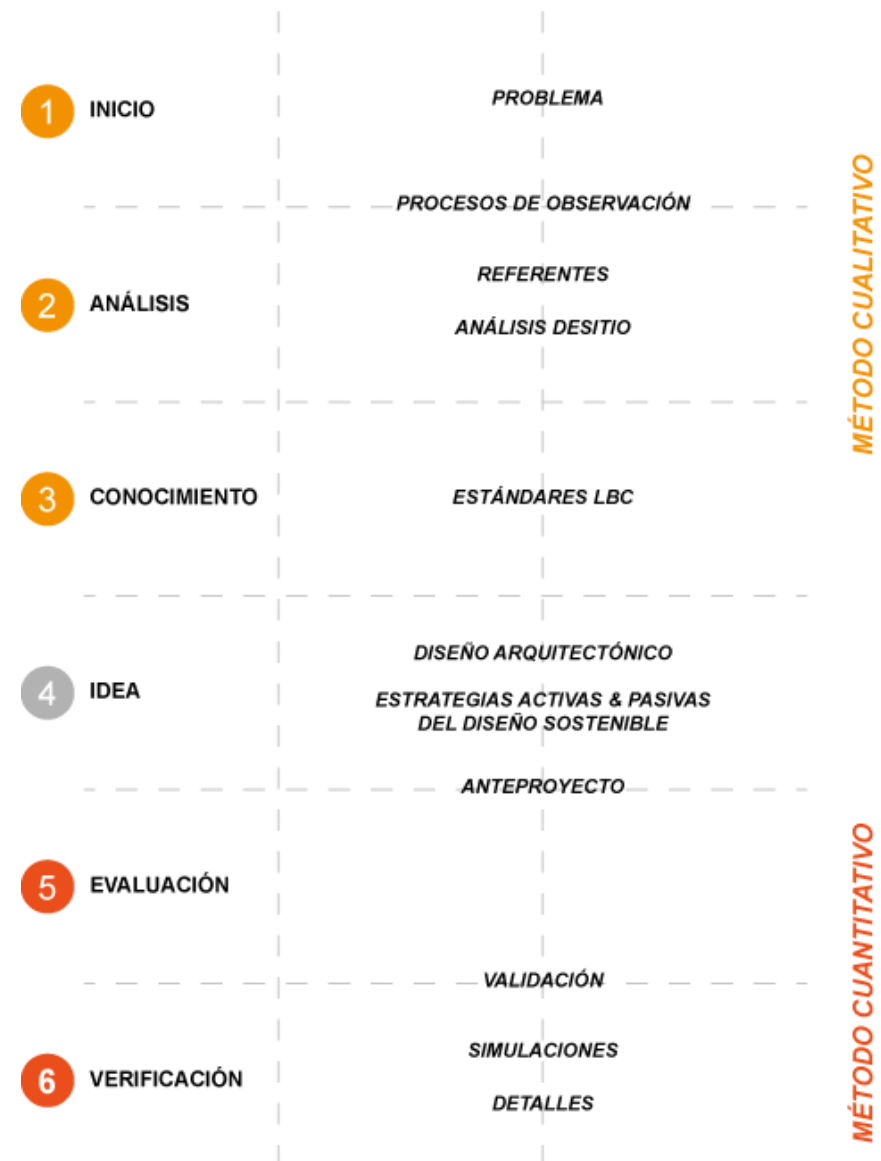 1 INICIO
PROBLEMA
PROCESOS DE OBSERVACIÓN
2 ANÁLISIS
REFERENTES
ANÁLISIS DESITIO
MÉTODO CUALITATIVO
3 CONOCIMIENTO
ESTÁNDARES LBC
4 IDEA
DISEÑO ARQUITECTÓNICO
ESTRATEGIAS ACTIVAS & PASIVAS
DEL DISEÑO SOSTENIBLE
ANTEPROYECTO
5 EVALUACIÓN
VALIDACIÓN
6 VERIFICACIÓN
SIMULACIONES
DETALLES
MÉTODO CUANTITATIVO